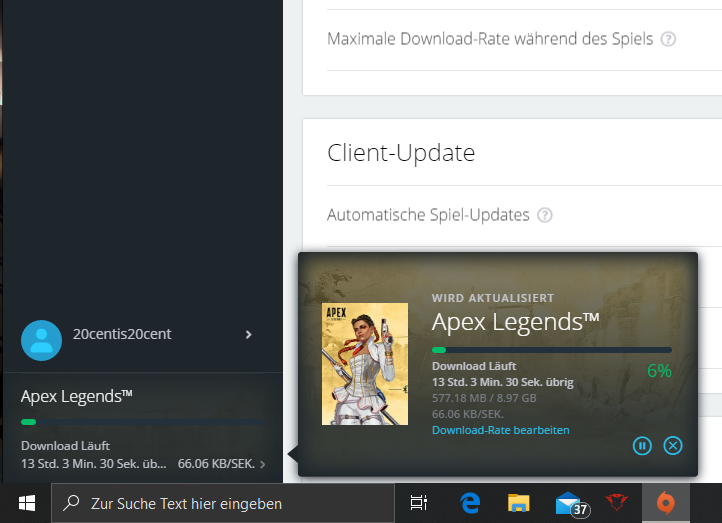 Maximale Download-Rate während des Spiels ?
Client-Update
Automatische Spiel-Updates ?
WIRD AKTUALISIERT
Apex Legends™
Download Läuft
6%
13 Std. 3 Min. 30 Sek. übrig
577.18 MB / 8.97 GB
66.06 KB/SEK.
Download-Rate bearbeiten
APEX
20centis20cent
Apex Legends™
Download Läuft
13 Std. 3 Min. 30 Sek. üb... 66.06 KB/SEK.
Zur Suche Text hier eingeben
37